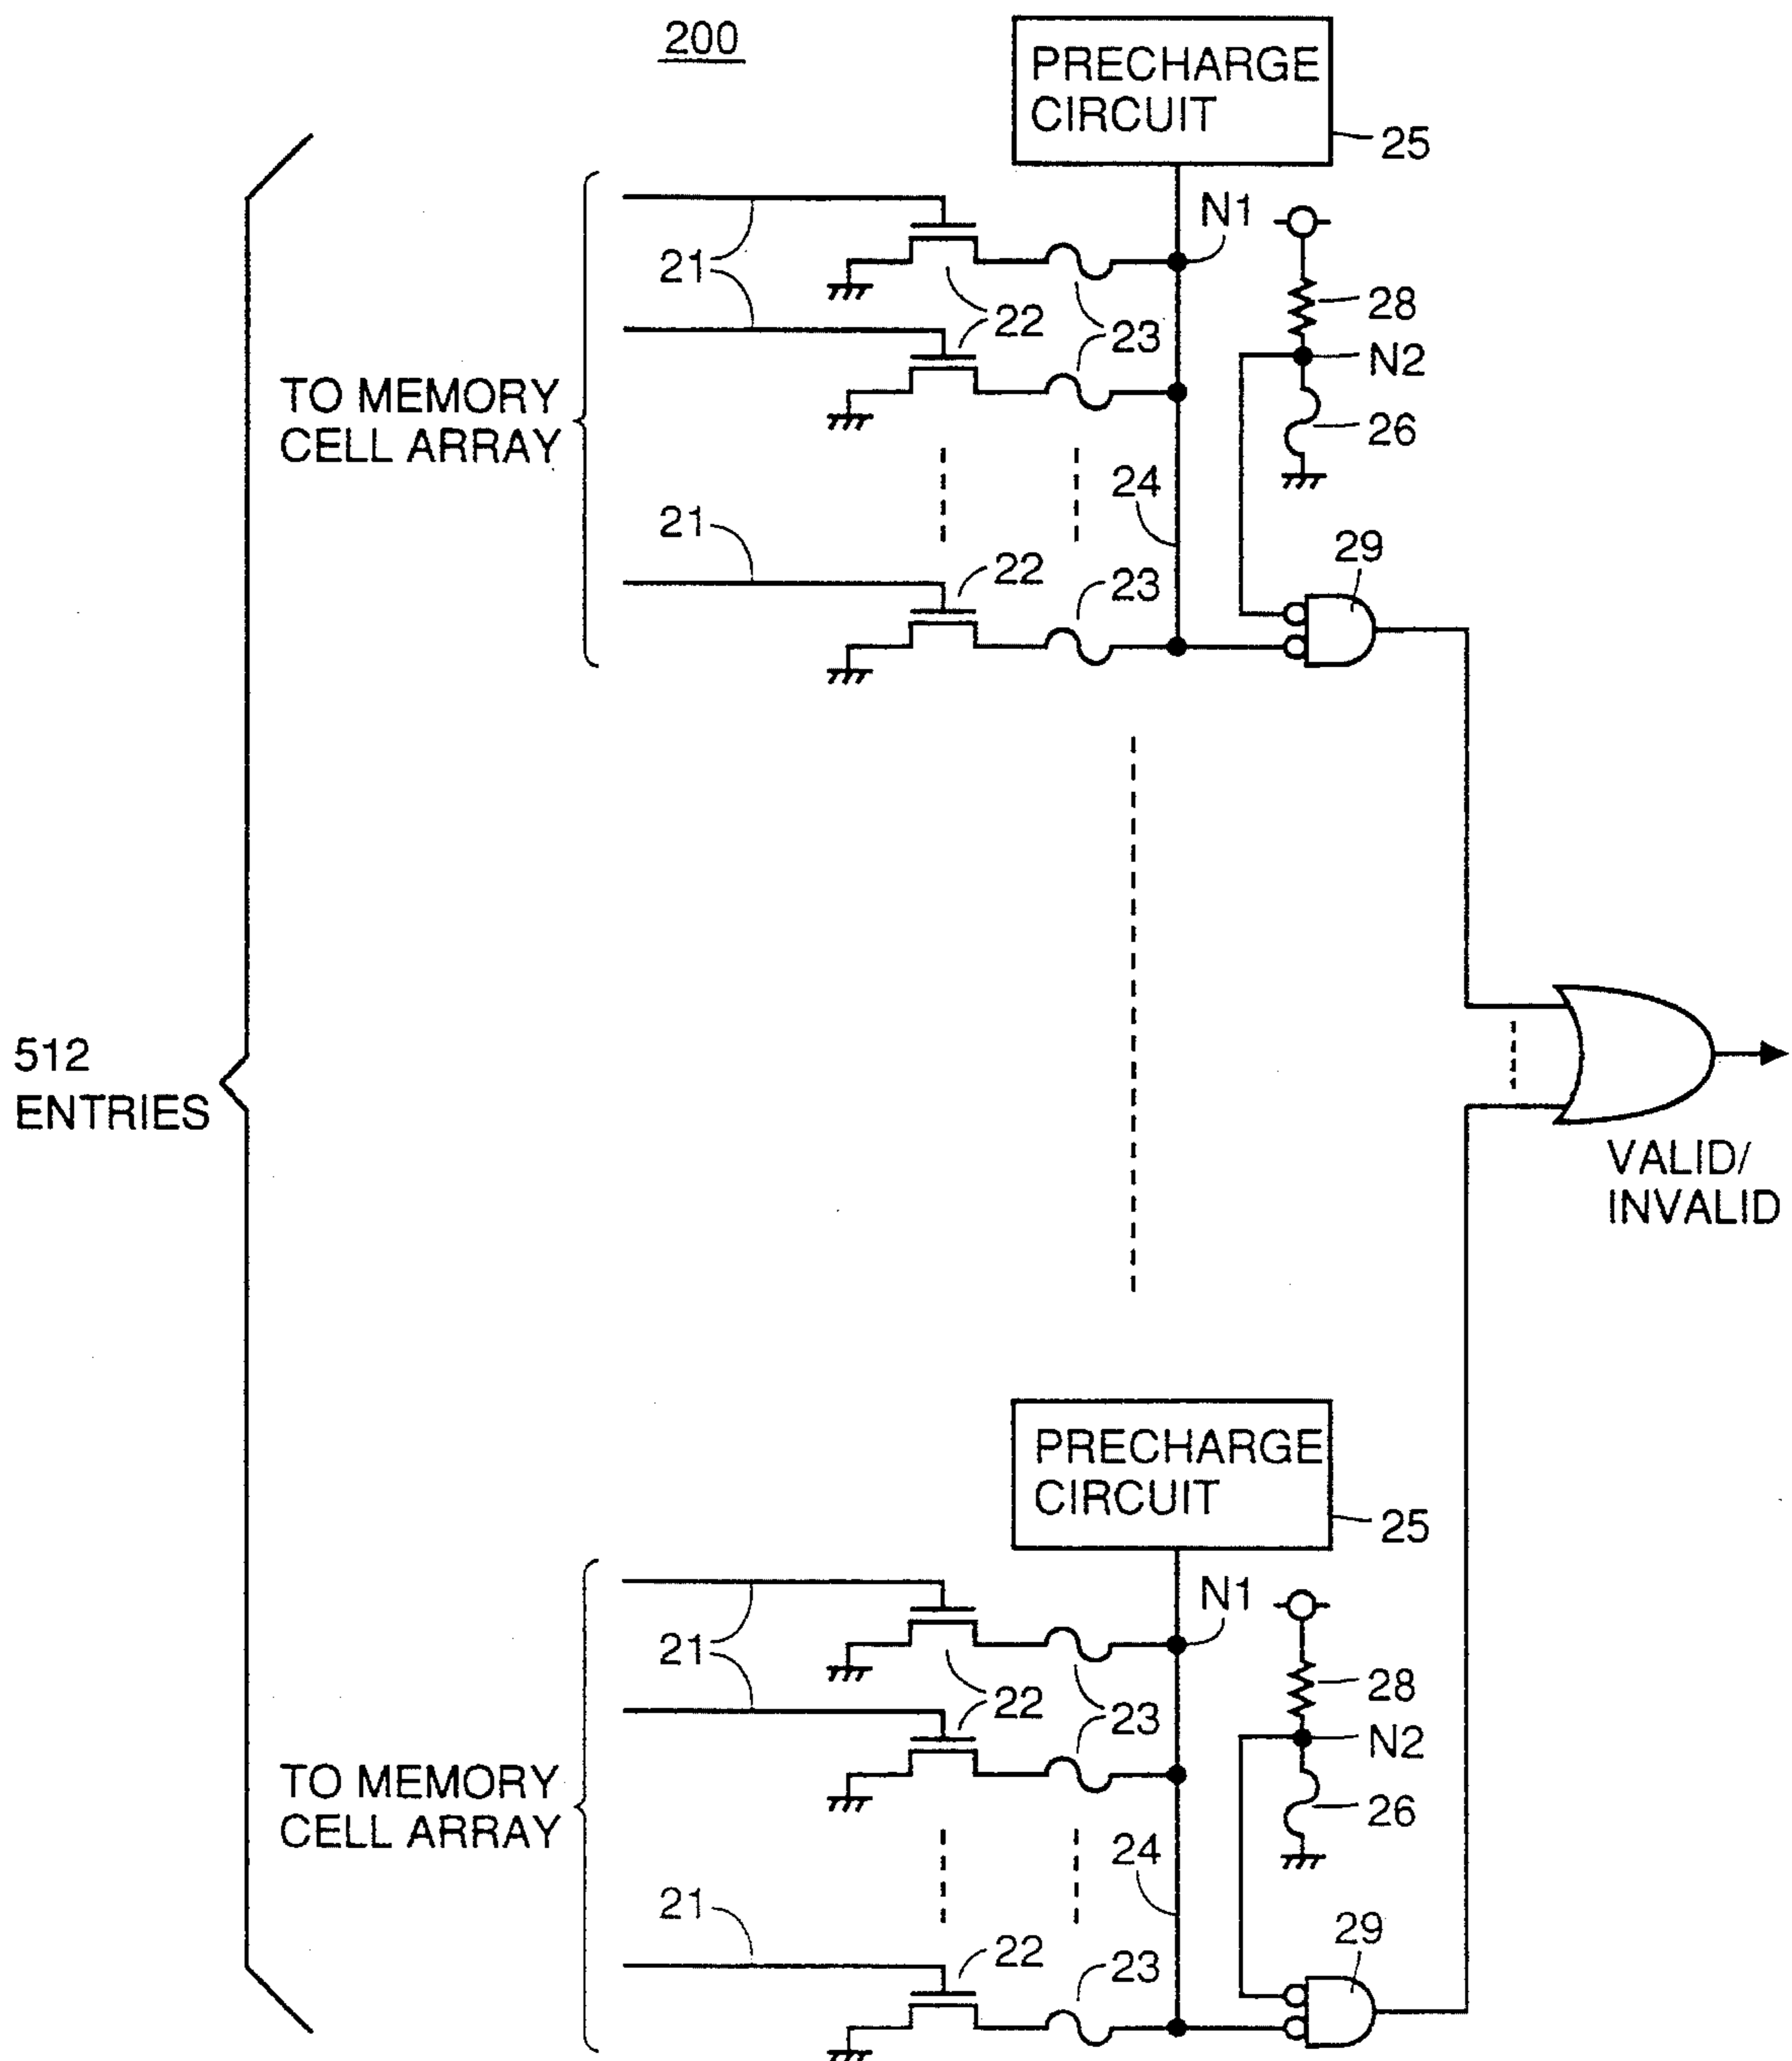 200
PRECHARGE
CIRCUIT
25
N1
21
22
23
28
N2
26
TO MEMORY
CELL ARRAY
24
21
22
23
29
512
ENTRIES
VALID/
INVALID
PRECHARGE
CIRCUIT
25
N1
21
22
23
28
N2
26
TO MEMORY
CELL ARRAY
24
21
22
23
29